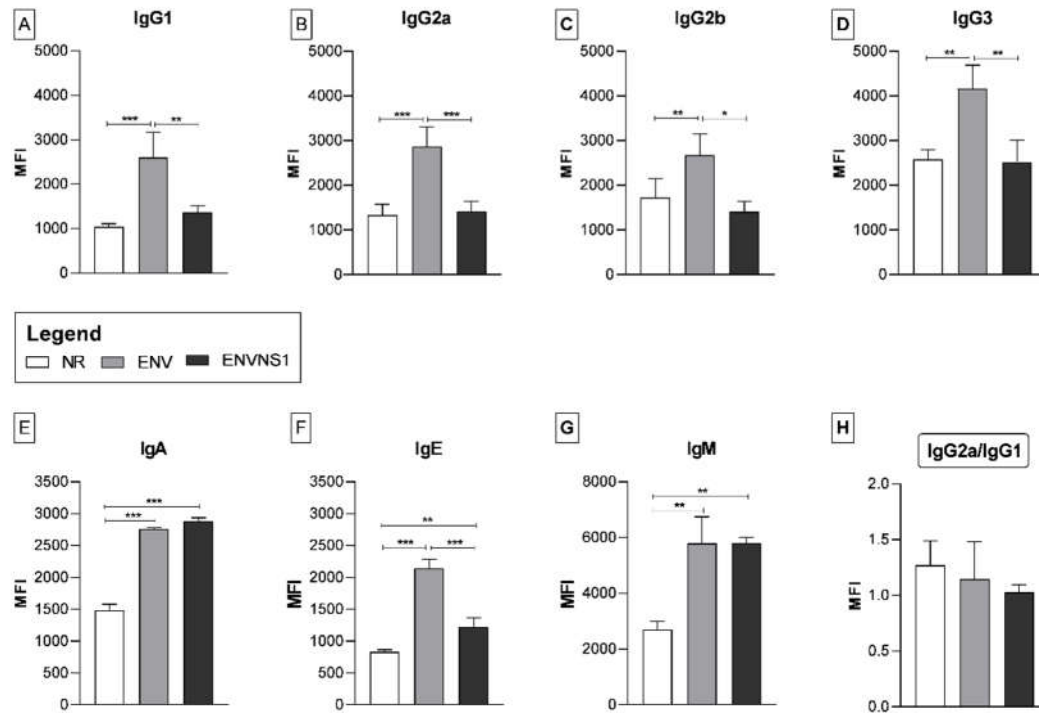 A
IgG1
MFI
5000
4000
3000
2000
1000
0
***
**
B
IgG2a
MFI
5000
4000
3000
2000
1000
0
***
***
C
IgG2b
MFI
5000
4000
3000
2000
1000
0
**
*
D
IgG3
MFI
5000
4000
3000
2000
1000
0
**
**
Legend
NR ENV ENVNS1
E
IgA
MFI
3500
3000
2500
2000
1500
1000
500
0
***
***
F
IgE
MFI
3500
3000
2500
2000
1500
1000
500
0
**
***
***
G
IgM
MFI
8000
6000
4000
2000
0
**
**
H
IgG2a/IgG1
MFI
2.0
1.5
1.0
0.5
0.0